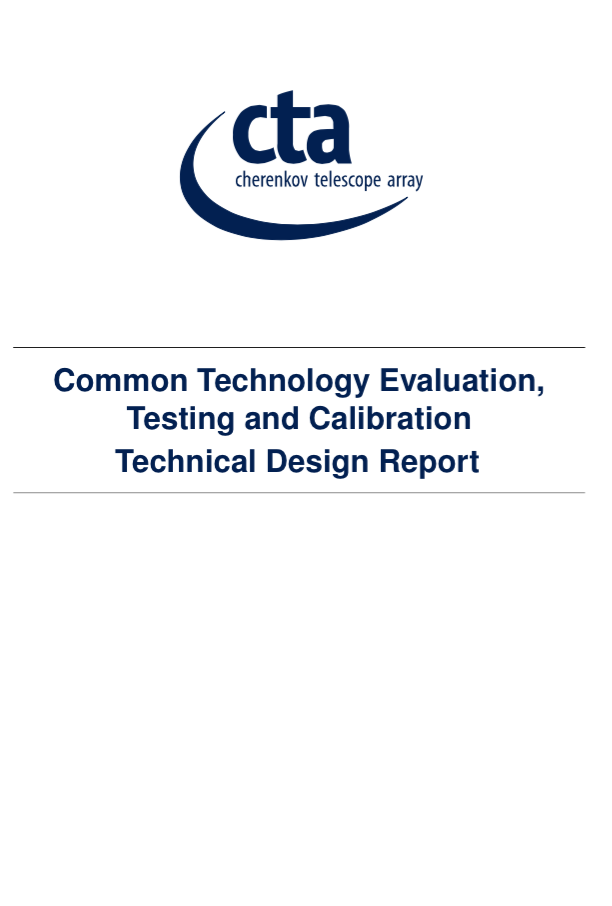 cta
cherenkov telescope array
Common Technology Evaluation,
Testing and Calibration
Technical Design Report